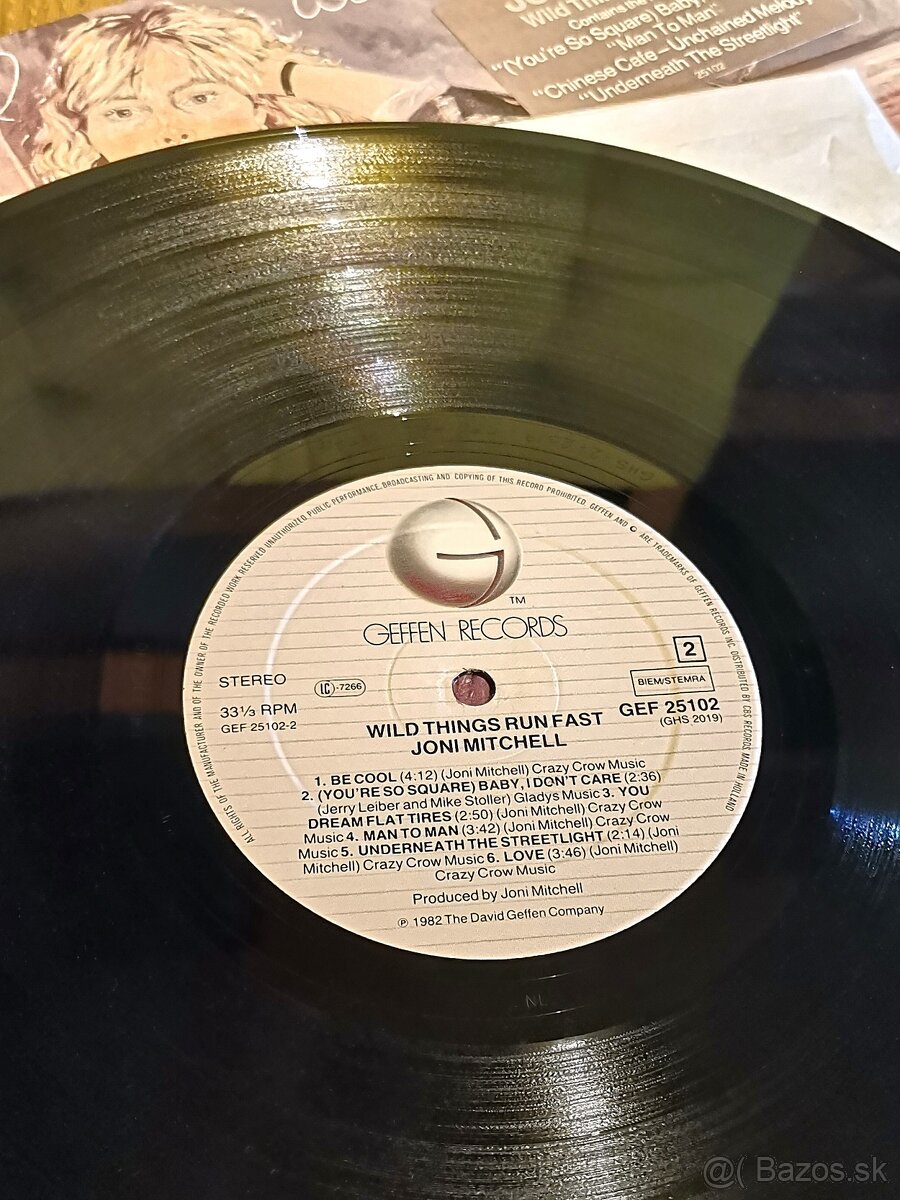 Wild Thin
Contains the
"(You're So Square) Baby,
"Man To Man"
"Chinese Cafe – Unchained Melody
"Underneath The Streetlight"
25102
ALL RIGHTS OF THE MANUFACTURER AND OF THE OWNER OF THE RECORDED WORK RESERVED UNAUTHORIZED PUBLIC PERFORMANCE, BROADCASTING AND COPYING OF THIS RECORD PROHIBITED. GEFFEN AND G ARE TRADEMARKS OF GEFFEN RECORDS INC. DISTRIBUTED BY CBS RECORDS. MADE IN HOLLAND
TM
GEFFEN RECORDS
2
STEREO
LC-7266
BIEM/STEMRA
33⅓ RPM
GEF 25102
GEF 25102-2
(GHS 2019)
WILD THINGS RUN FAST
JONI MITCHELL
1. BE COOL (4:12) (Joni Mitchell) Crazy Crow Music
2. (YOU'RE SO SQUARE) BABY, I DON'T CARE (2:36)
(Jerry Leiber and Mike Stoller) Gladys Music 3. YOU
DREAM FLAT TIRES (2:50) (Joni Mitchell) Crazy Crow
Music 4. MAN TO MAN (3:42) (Joni Mitchell) Crazy Crow
Music 5. UNDERNEATH THE STREETLIGHT (2:14) (Joni
Mitchell) Crazy Crow Music 6. LOVE (3:46) (Joni Mitchell)
Crazy Crow Music
Produced by Joni Mitchell
℗ 1982 The David Geffen Company
NL
@( Bazos.sk